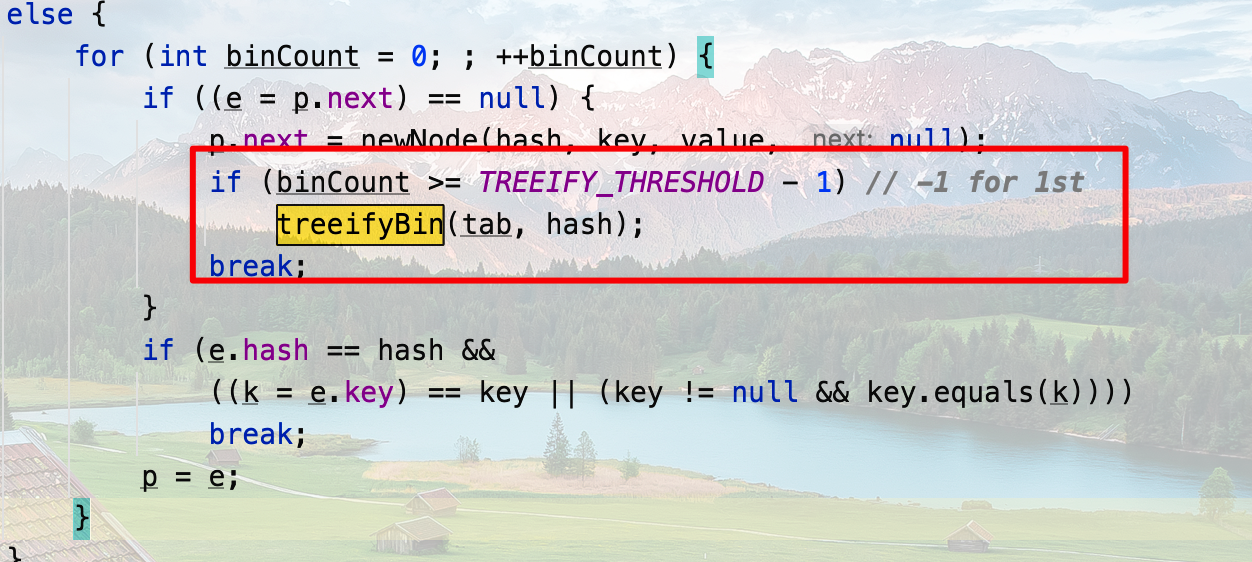 else {
for (int binCount = 0; ; ++binCount) {
if ((e = p.next) == null) {
p.next = newNode(hash, key, value, next: null);
if (binCount >= TREEIFY_THRESHOLD - 1) // -1 for 1st
treeifyBin(tab, hash);
break;
}
if (e.hash == hash &&
((k = e.key) == key || (key != null && key.equals(k))))
break;
p = e;
}
}